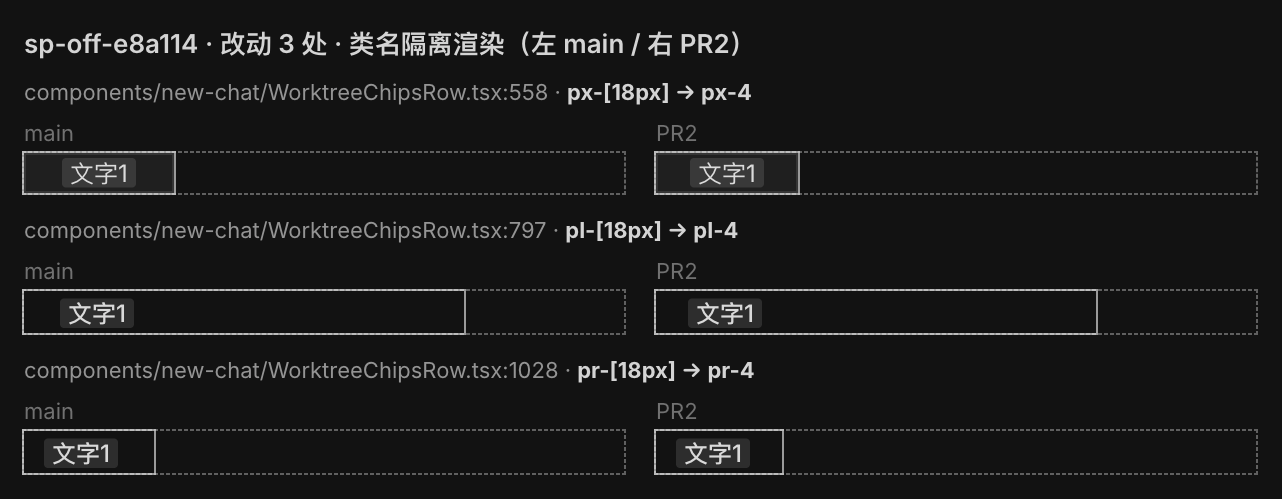 sp-off-e8a114 · 改动 3 处 · 类名隔离渲染（左 main / 右 PR2）
components/new-chat/WorktreeChipsRow.tsx:558 · px-[18px] → px-4
main PR2
文字1 文字1
components/new-chat/WorktreeChipsRow.tsx:797 · pl-[18px] → pl-4
main PR2
文字1 文字1
components/new-chat/WorktreeChipsRow.tsx:1028 · pr-[18px] → pr-4
main PR2
文字1 文字1